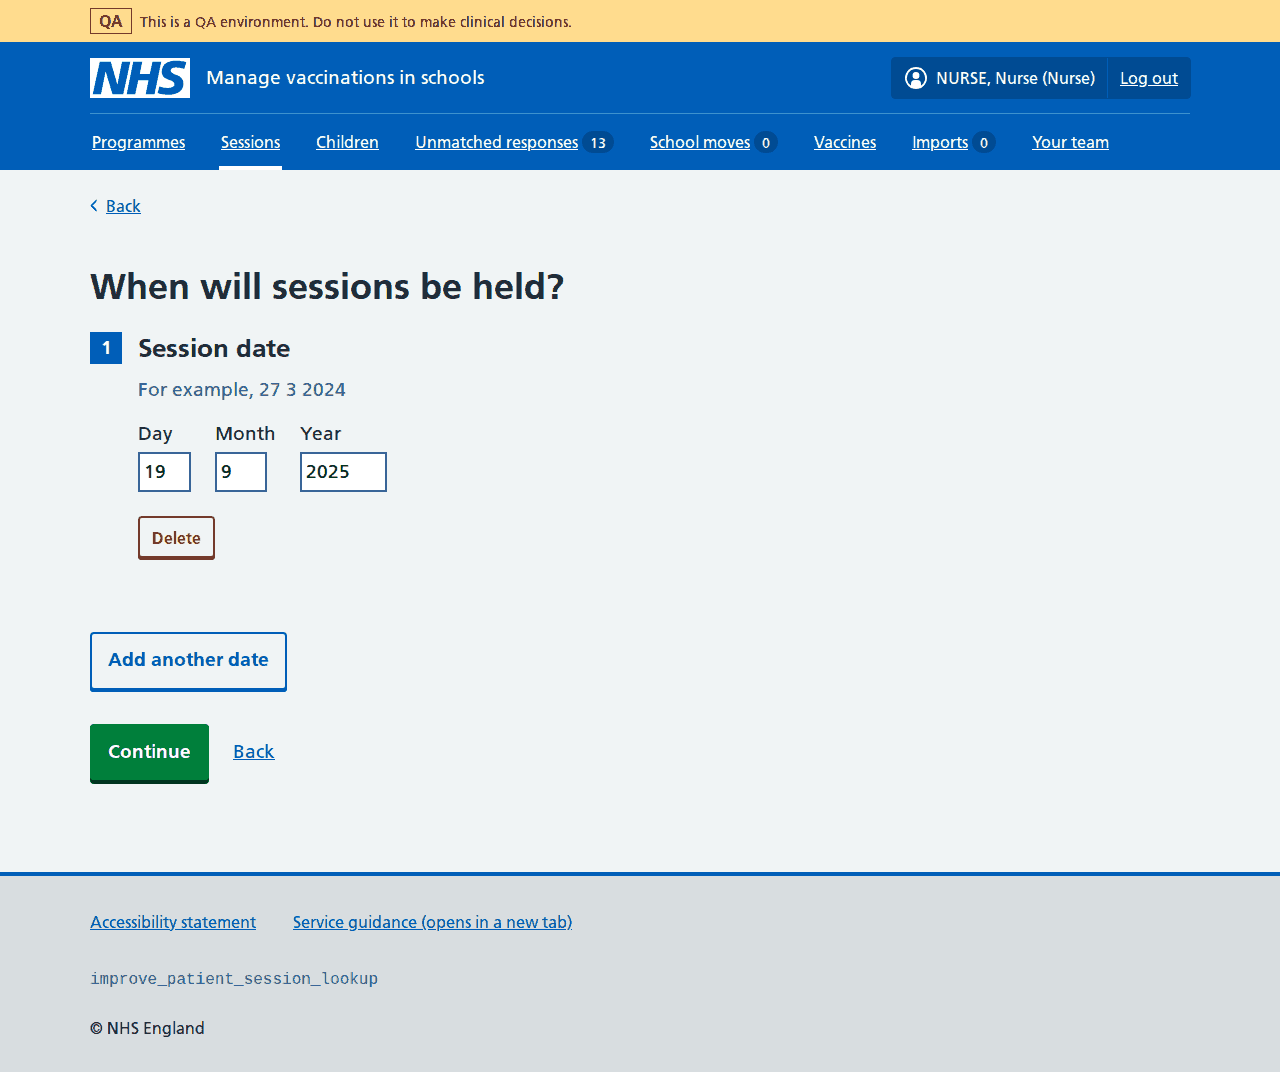 QA This is a QA environment. Do not use it to make clinical decisions.
NHS Manage vaccinations in schools NURSE, Nurse (Nurse) Log out
Programmes Sessions Children Unmatched responses 13 School moves 0 Vaccines Imports 0 Your team
Back
When will sessions be held?
1 Session date
For example, 27 3 2024
Day Month Year
19 9 2025
Delete
Add another date
Continue Back
Accessibility statement Service guidance (opens in a new tab)
improve_patient_session_lookup
© NHS England